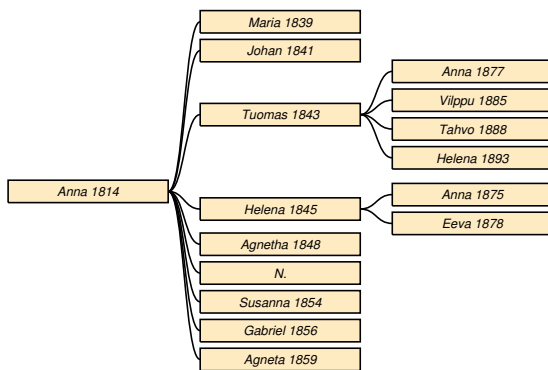 Anna 1814
Maria 1839
Johan 1841
Tuomas 1843
Anna 1877
Vilppu 1885
Tahvo 1888
Helena 1893
Helena 1845
Anna 1875
Eeva 1878
Agnetha 1848
N.
Susanna 1854
Gabriel 1856
Agneta 1859